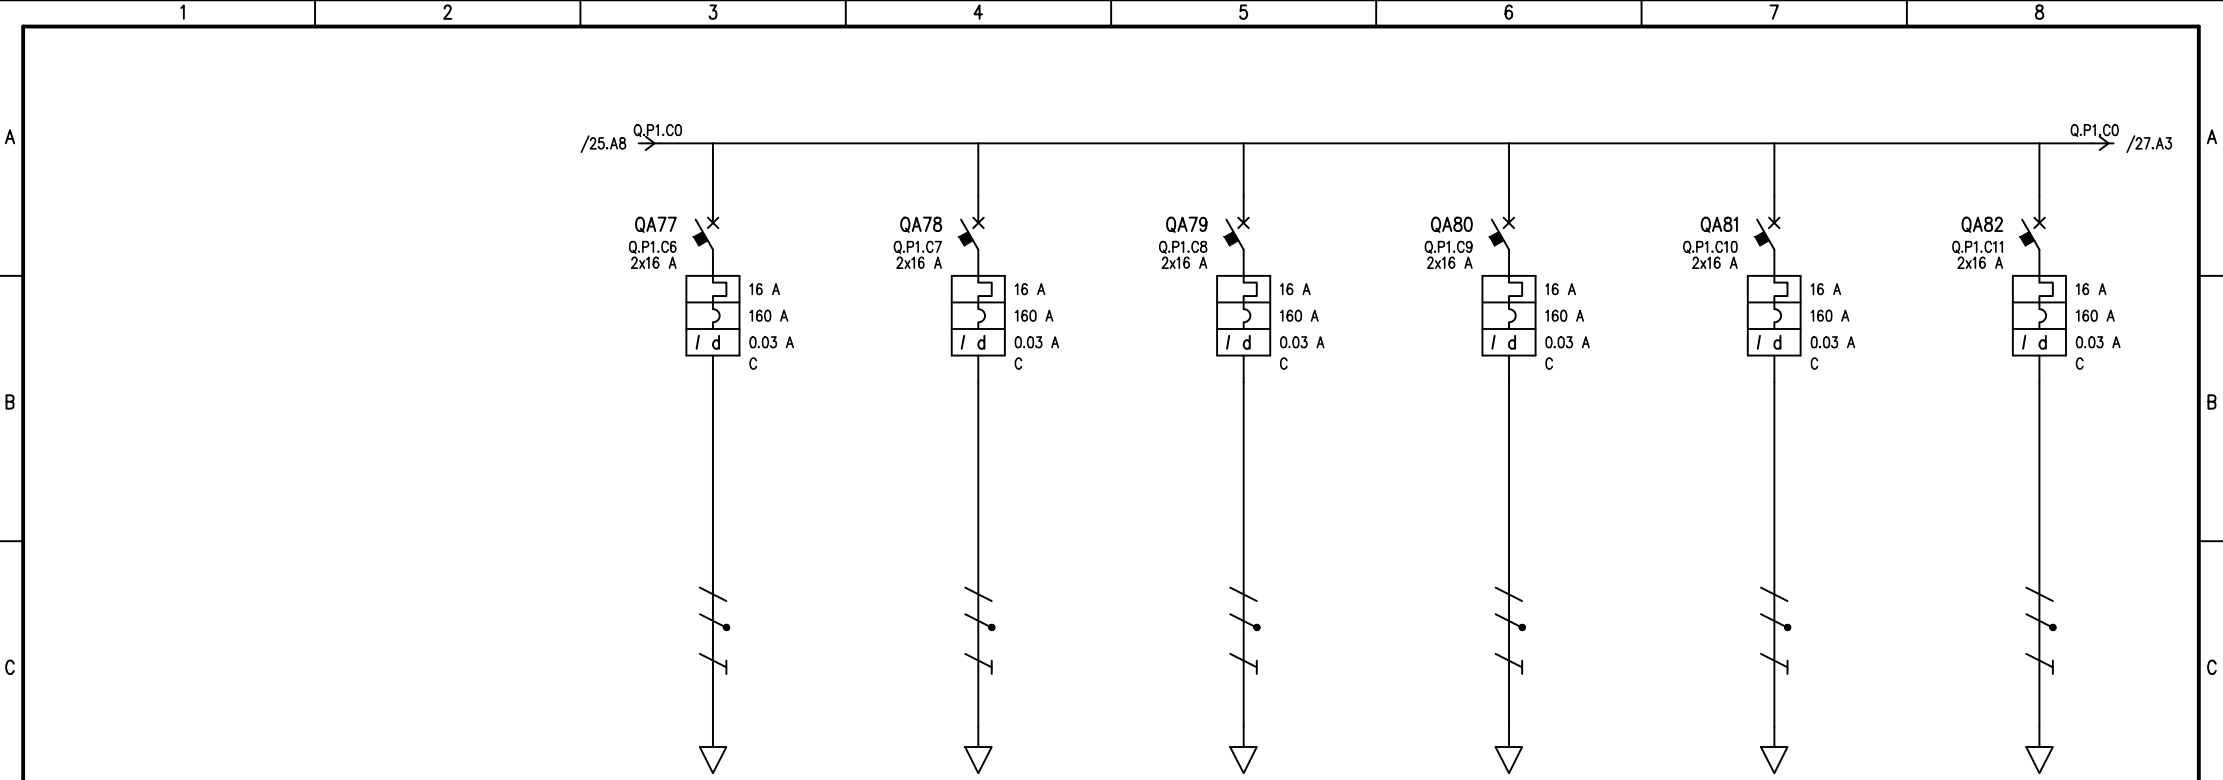 1 2 3 4 5 6 7 8
A A
Q.P1.C0 Q.P1.C0
/25.A8 /27.A3
QA77 QA78 QA79 QA80 QA81 QA82
Q.P1.C6 Q.P1.C7 Q.P1.C8 Q.P1.C9 Q.P1.C10 Q.P1.C11
2x16 A 2x16 A 2x16 A 2x16 A 2x16 A 2x16 A
16 A 16 A 16 A 16 A 16 A 16 A
160 A 160 A 160 A 160 A 160 A 160 A
I d 0.03 A I d 0.03 A I d 0.03 A I d 0.03 A I d 0.03 A I d 0.03 A
C C C C C C
B B
C C